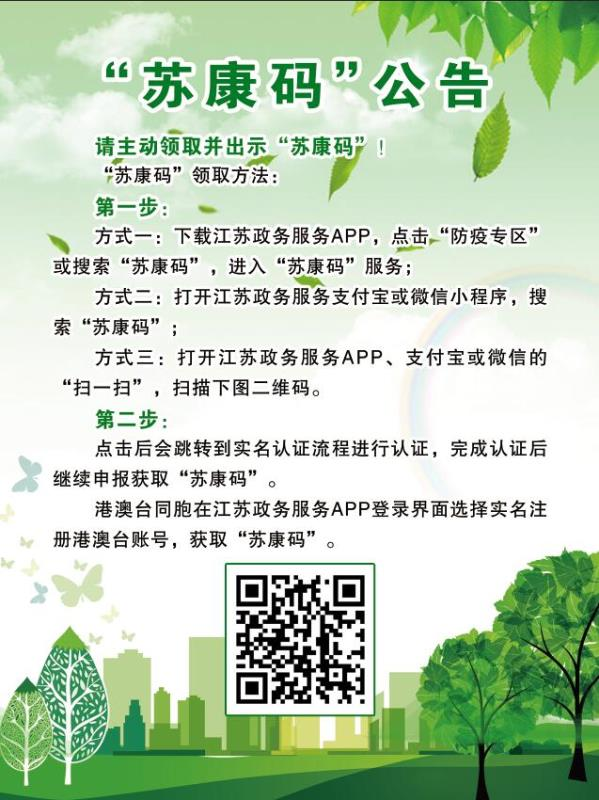 “苏康码”公告
请主动领取并出示“苏康码”！
“苏康码”领取方法：
第一步：
方式一：下载江苏政务服务APP，点击“防疫专区”
或搜索“苏康码”，进入“苏康码”服务；
方式二：打开江苏政务服务支付宝或微信小程序，搜
索“苏康码”；
方式三：打开江苏政务服务APP、支付宝或微信的
“扫一扫”，扫描下图二维码。
第二步：
点击后会跳转到实名认证流程进行认证，完成认证后
继续申报获取“苏康码”。
港澳台同胞在江苏政务服务APP登录界面选择实名注
册港澳台账号，获取“苏康码”。